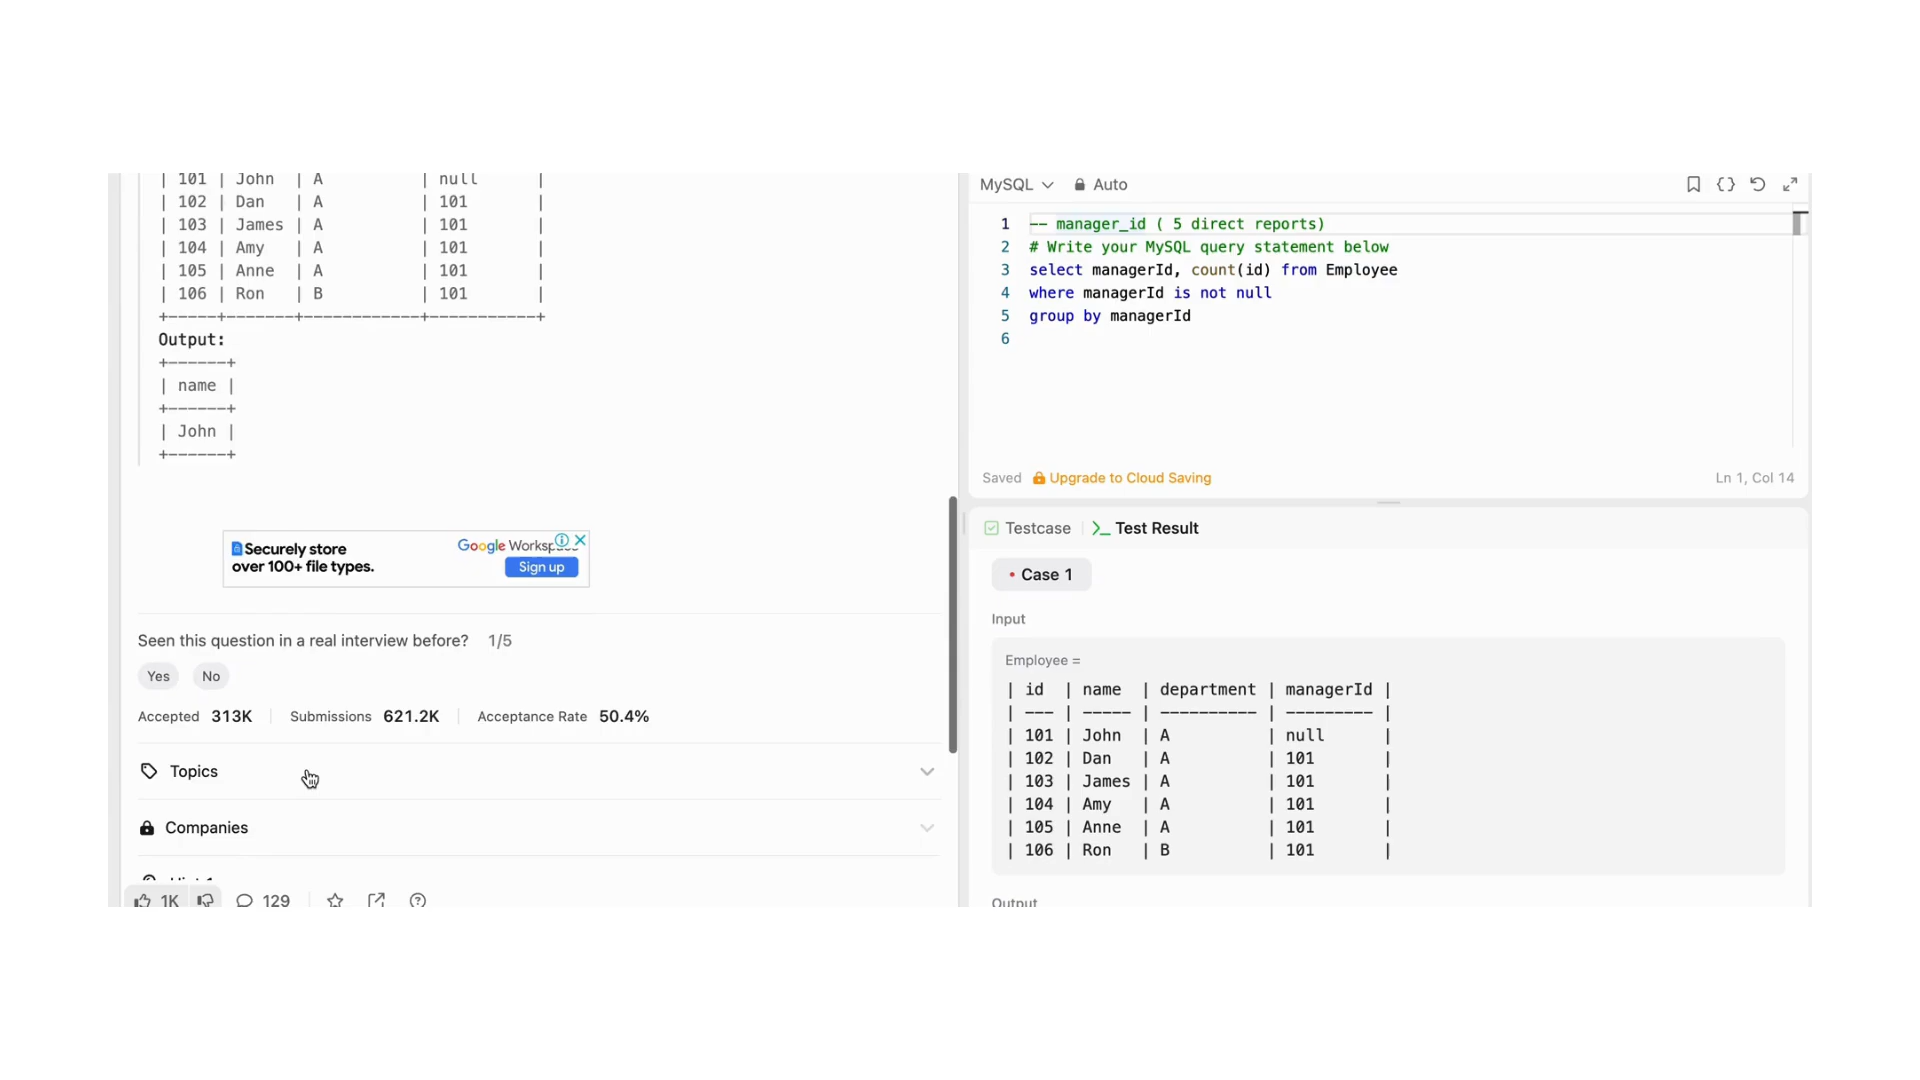 | 101 | John | A | null |
| 102 | Dan | A | 101 |
| 103 | James | A | 101 |
| 104 | Amy | A | 101 |
| 105 | Anne | A | 101 |
| 106 | Ron | B | 101 |
+-----+-------+------------+-----------+
Output:
+------+
| name |
+------+
| John |
+------+
Securely store
over 100+ file types.
Google
Sign up
Seen this question in a real interview before? 1/5
Yes No
Accepted 313K Submissions 621.2K Acceptance Rate 50.4%
Topics
Companies
1K 129
MySQL Auto
1 -- manager_id ( 5 direct reports)
2 # Write your MySQL query statement below
3 select managerId, count(id) from Employee
4 where managerId is not null
5 group by managerId
6
Saved Upgrade to Cloud Saving Ln 1, Col 14
Testcase >_ Test Result
• Case 1
Input
Employee =
| id | name | department | managerId |
| --- | ----- | ---------- | --------- |
| 101 | John | A | null |
| 102 | Dan | A | 101 |
| 103 | James | A | 101 |
| 104 | Amy | A | 101 |
| 105 | Anne | A | 101 |
| 106 | Ron | B | 101 |
Output